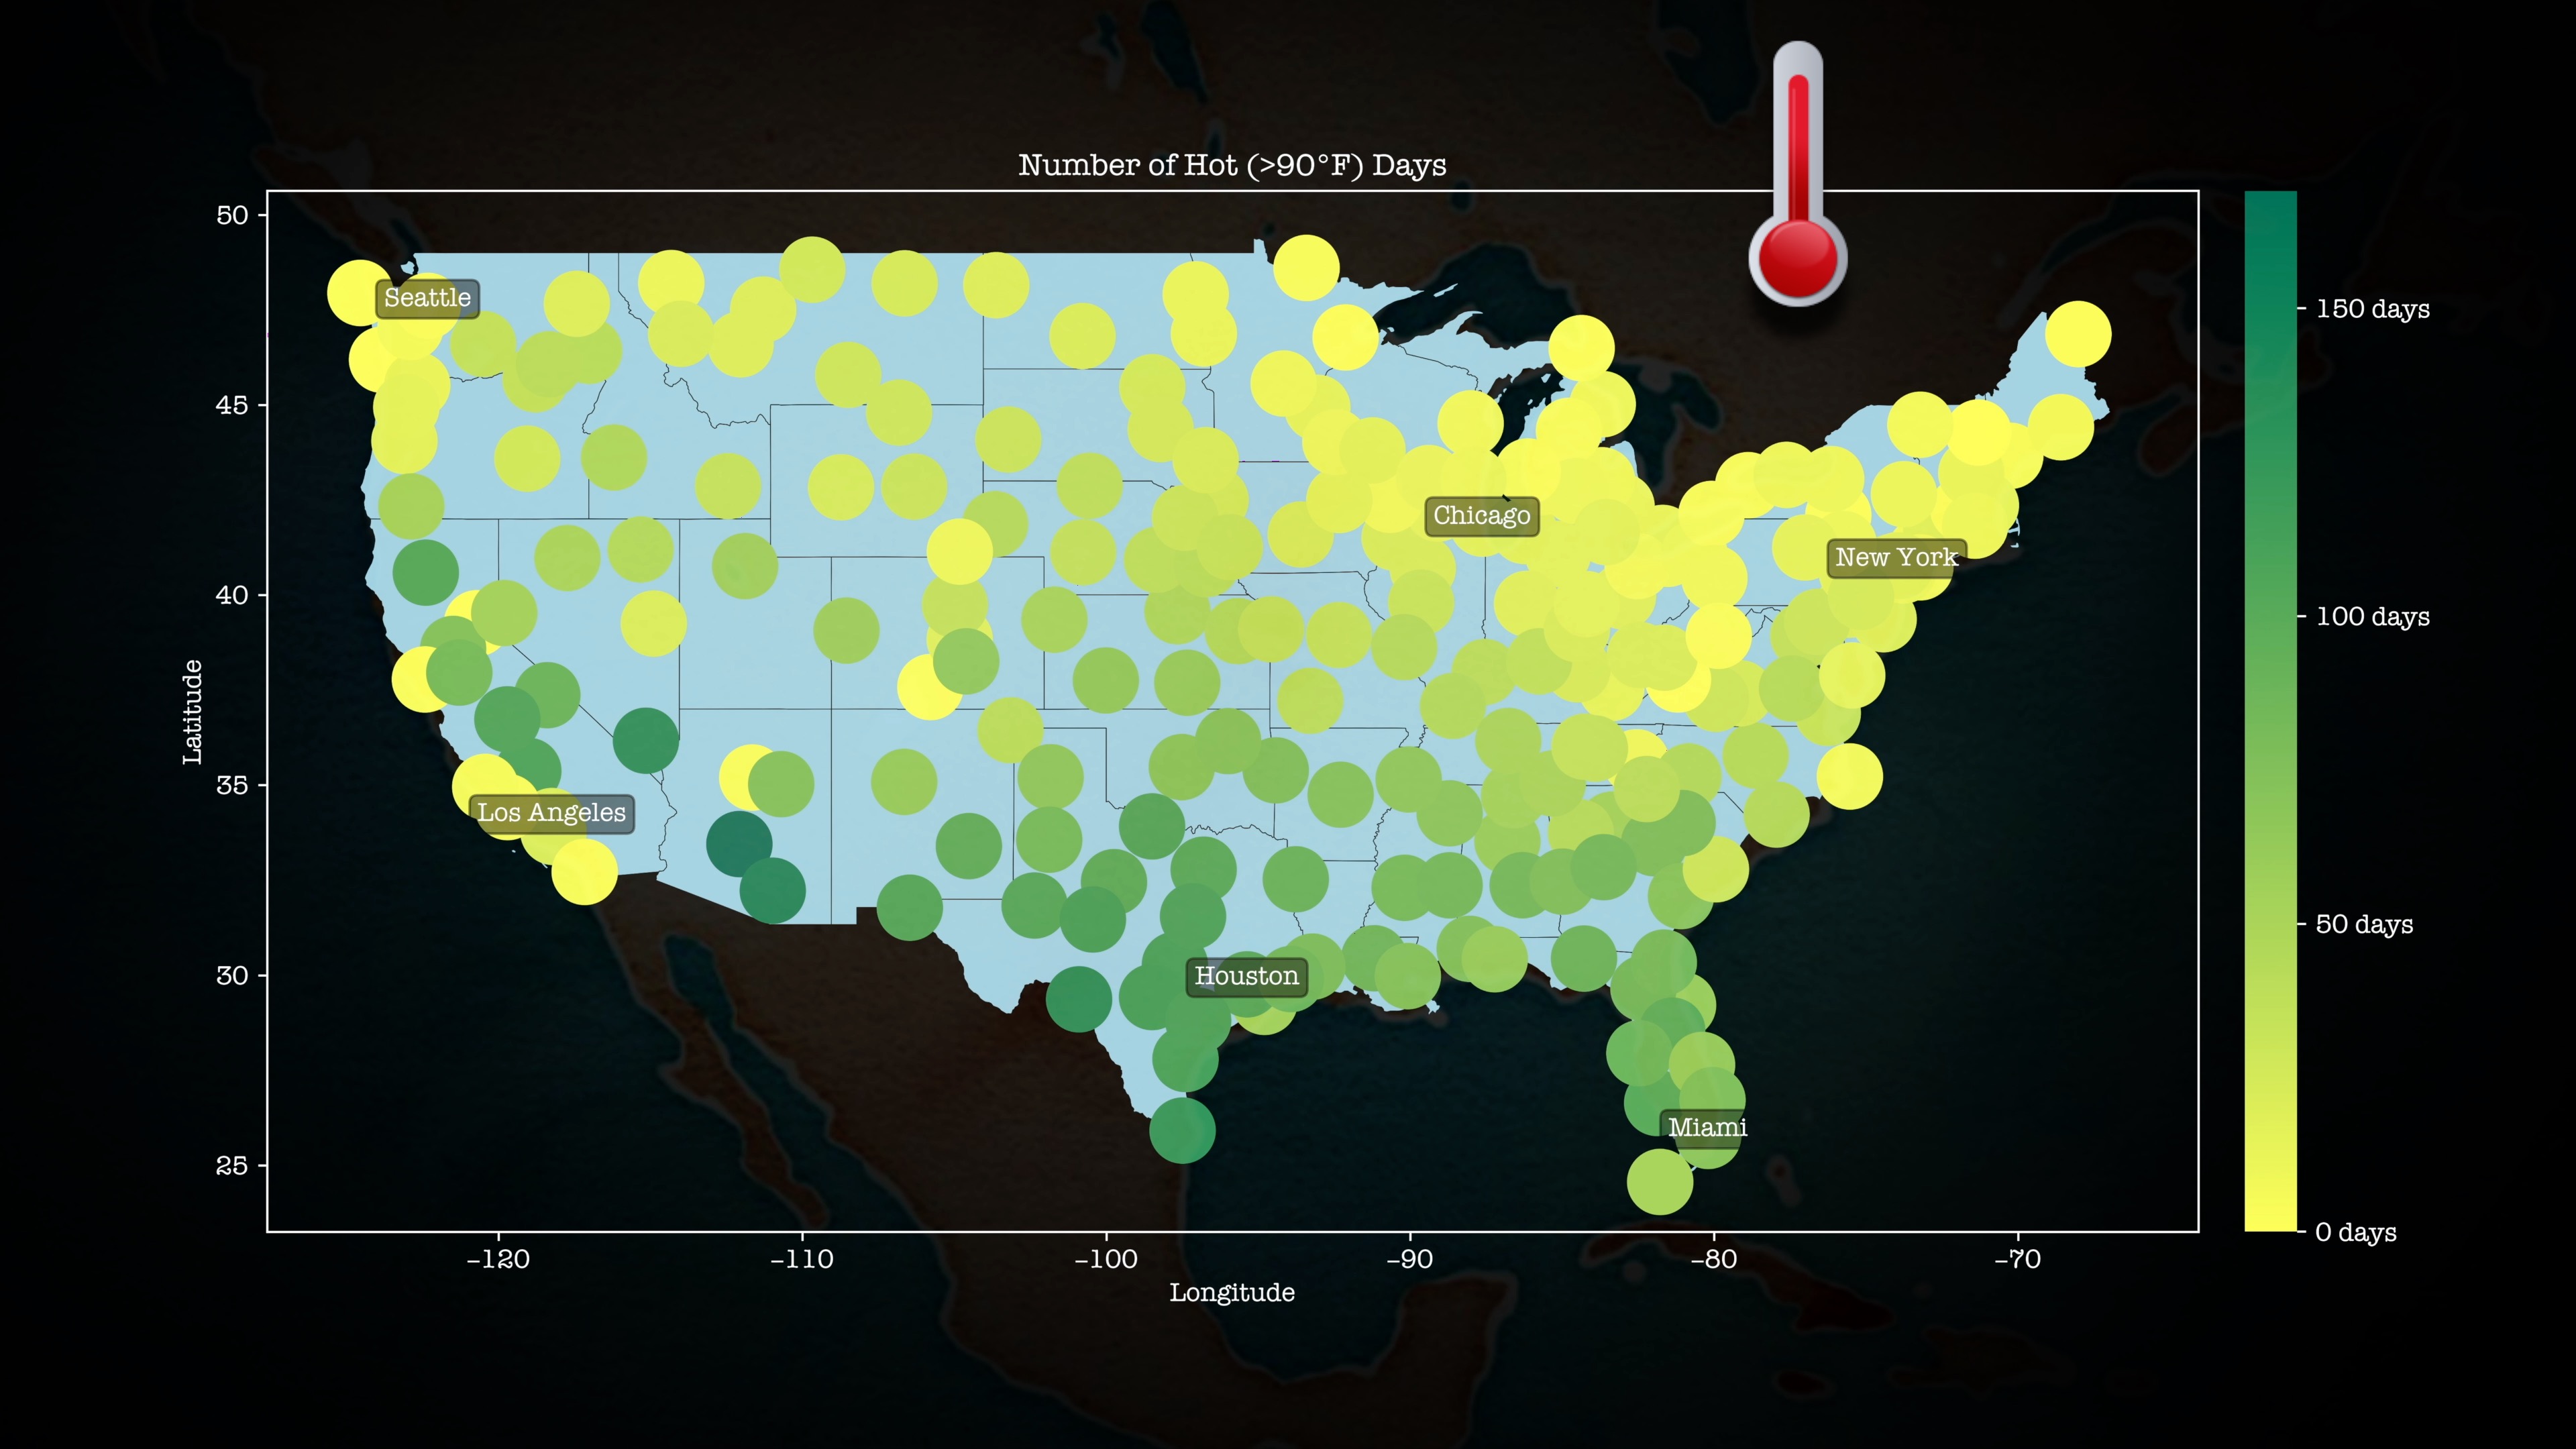 Number of Hot (>90°F) Days
50
45
40
35
30
25
Latitude
Seattle
Chicago
New York
Los Angeles
Houston
Miami
-120
-110
-100
-90
-80
-70
Longitude
150 days
100 days
50 days
0 days